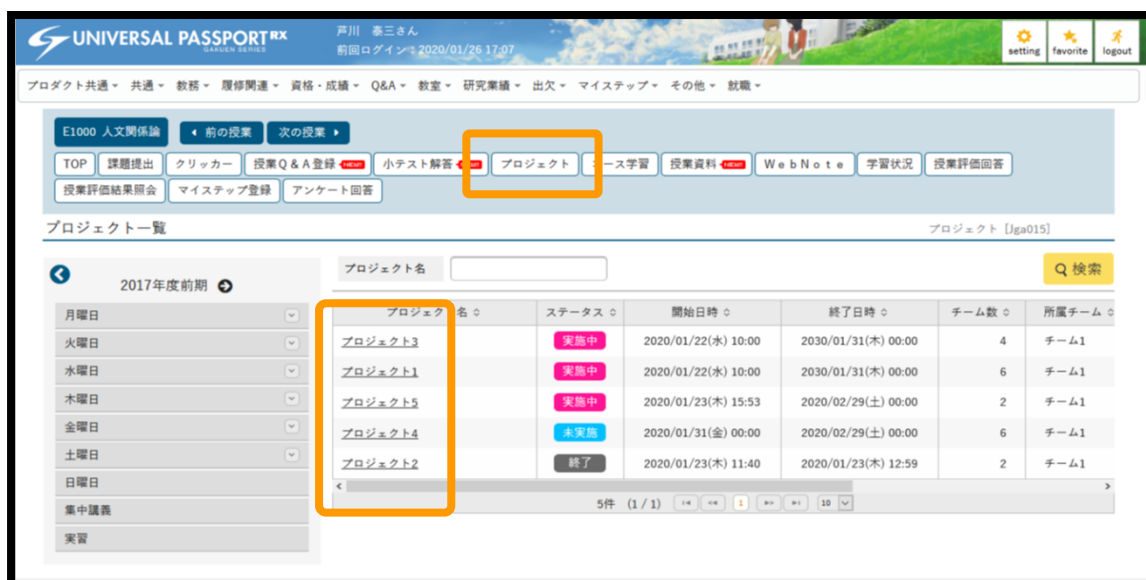 UNIVERSAL PASSPORT RX
GARDEN SERIES
芦川 泰三さん
前回ログイン:2020/01/26 17:07
setting favorite logout
プロダクト共通 共通 教務 履修関連 資格・成績 Q&A 教室 研究業績 出欠 マイステップ その他 就職
E1000 人文関係論 前の授業 次の授業
TOP 課題提出 クリッカー 授業Q&A登録 NEW! 小テスト解答 プロジェクト ース学習 授業資料 NEW! WebNote 学習状況 授業評価回答
授業評価結果照会 マイステップ登録 アンケート回答
プロジェクト一覧 プロジェクト [Jga015]
2017年度前期
月曜日
火曜日
水曜日
木曜日
金曜日
土曜日
日曜日
集中講義
実習
プロジェクト名 検索
プロジェク 名 ステータス 開始日時 終了日時 チーム数 所属チーム
プロジェクト3 実施中 2020/01/22(水) 10:00 2030/01/31(木) 00:00 4 チーム1
プロジェクト1 実施中 2020/01/22(水) 10:00 2030/01/31(木) 00:00 6 チーム1
プロジェクト5 実施中 2020/01/23(木) 15:53 2020/02/29(土) 00:00 2 チーム1
プロジェクト4 未実施 2020/01/31(金) 00:00 2020/02/29(土) 00:00 6 チーム1
プロジェクト2 終了 2020/01/23(木) 11:40 2020/01/23(木) 12:59 2 チーム1
5件 (1 / 1) 1 10